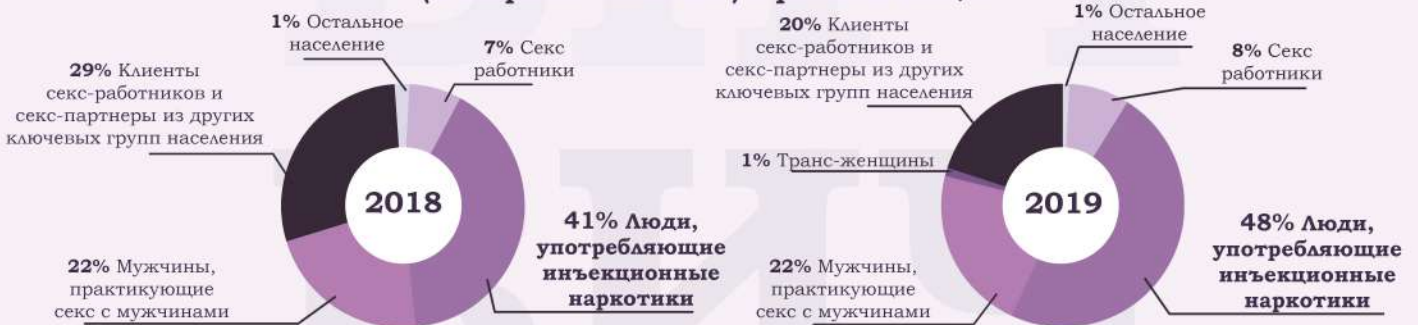 1% Остальное
население
7% Секс
работники
29% Клиенты
секс-работников и
секс-партнеры из других
ключевых групп населения
2018
41% Люди,
употребляющие
инъекционные
наркотики
22% Мужчины,
практикующие
секс с мужчинами
1% Остальное
население
20% Клиенты
секс-работников и
секс-партнеры из других
ключевых групп населения
8% Секс
работники
1% Транс-женщины
2019
48% Люди,
употребляющие
инъекционные
наркотики
22% Мужчины,
практикующие
секс с мужчинами